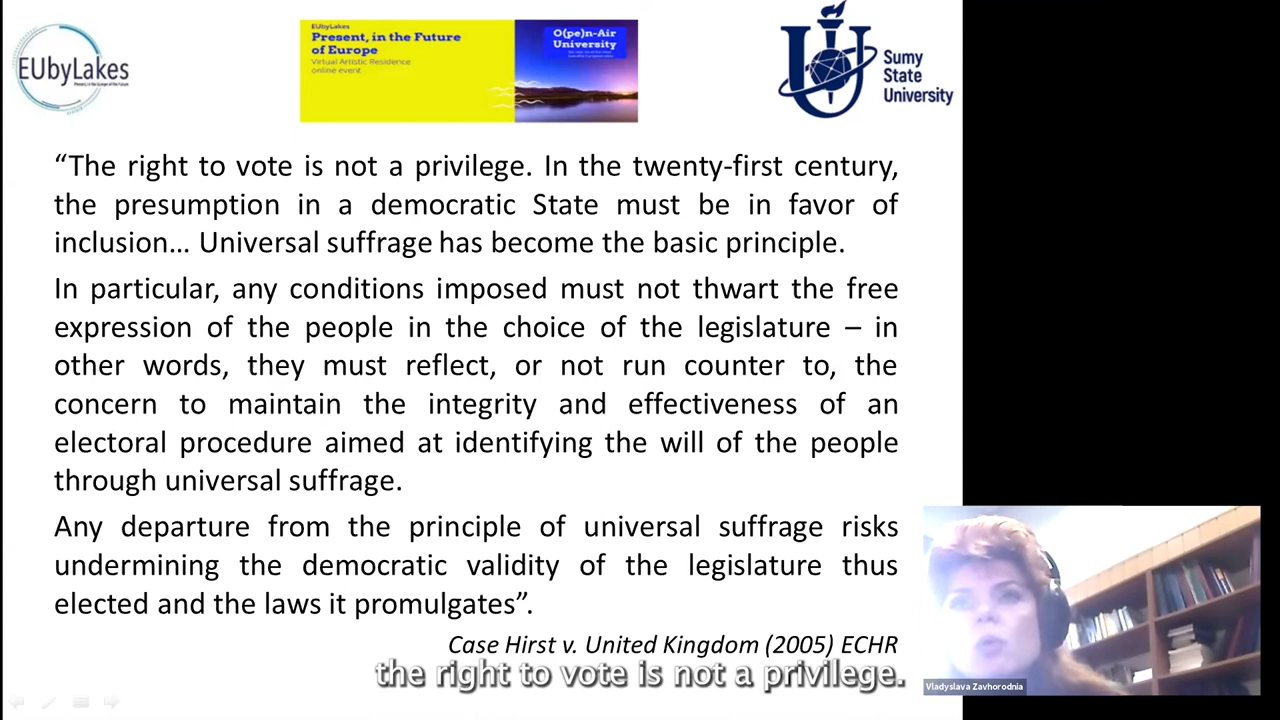 EUbyLakes
EUbyLakes
Present, in the Future
of Europe
Virtual Artistic Residence
online event
O(pe)n-Air
University
Sumy
State
University
“The right to vote is not a privilege. In the twenty-first century,
the presumption in a democratic State must be in favor of
inclusion... Universal suffrage has become the basic principle.
In particular, any conditions imposed must not thwart the free
expression of the people in the choice of the legislature – in
other words, they must reflect, or not run counter to, the
concern to maintain the integrity and effectiveness of an
electoral procedure aimed at identifying the will of the people
through universal suffrage.
Any departure from the principle of universal suffrage risks
undermining the democratic validity of the legislature thus
elected and the laws it promulgates”.
Case Hirst v. United Kingdom (2005) ECHR
the right to vote is not a privilege.
Vladyslava Zavhorodnia